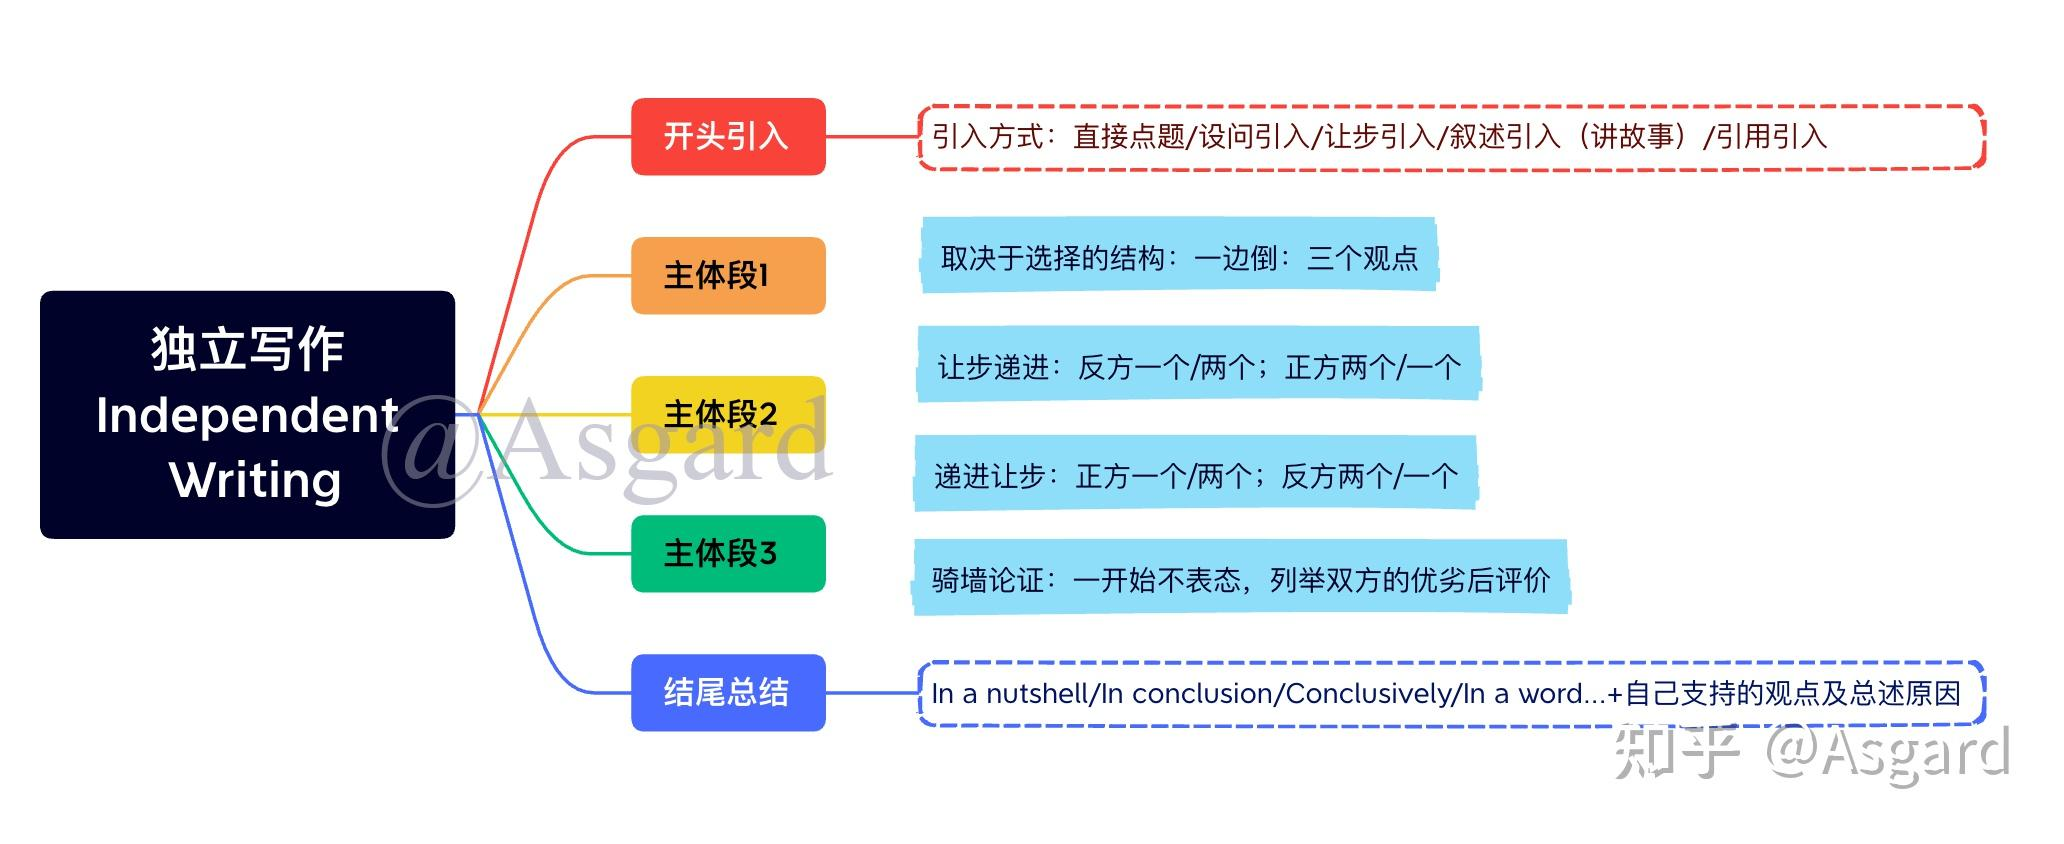 独立写作
Independent
Writing
开头引入
引入方式：直接点题/设问引入/让步引入/叙述引入（讲故事）/引用引入
主体段1
取决于选择的结构：一边倒：三个观点
让步递进：反方一个/两个；正方两个/一个
主体段2
递进让步：正方一个/两个；反方两个/一个
主体段3
骑墙论证：一开始不表态，列举双方的优劣后评价
结尾总结
In a nutshell/In conclusion/Conclusively/In a word...+自己支持的观点及总述原因
@Asgard
知乎 @Asgard